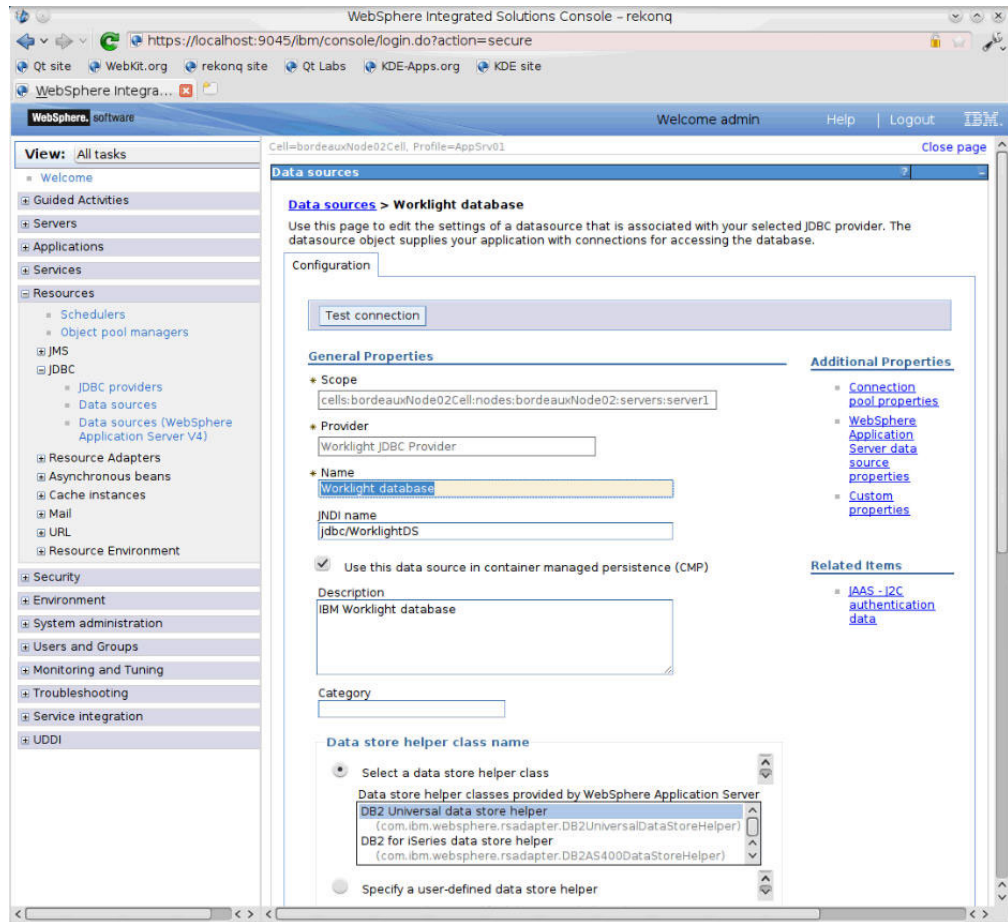 WebSphere Integrated Solutions Console – rekonq
https://localhost:9045/ibm/console/login.do?action=secure
Qt site WebKit.org rekonq site Qt Labs KDE-Apps.org KDE site
WebSphere Integra...
WebSphere. software Welcome admin Help | Logout IBM.
View: All tasks
Welcome
Guided Activities
Servers
Applications
Services
Resources
Schedulers
Object pool managers
JMS
JDBC
JDBC providers
Data sources
Data sources (WebSphere
Application Server V4)
Resource Adapters
Asynchronous beans
Cache instances
Mail
URL
Resource Environment
Security
Environment
System administration
Users and Groups
Monitoring and Tuning
Troubleshooting
Service integration
UDDI
Cell=bordeauxNode02Cell, Profile=AppSrv01 Close page
Data sources ? –
Data sources > Worklight database
Use this page to edit the settings of a datasource that is associated with your selected JDBC provider. The
datasource object supplies your application with connections for accessing the database.
Configuration
Test connection
General Properties
* Scope
cells:bordeauxNode02Cell:nodes:bordeauxNode02:servers:server1
* Provider
Worklight JDBC Provider
* Name
Worklight database
JNDI name
jdbc/WorklightDS
Use this data source in container managed persistence (CMP)
Description
IBM Worklight database
Category
Data store helper class name
Select a data store helper class
Data store helper classes provided by WebSphere Application Server
DB2 Universal data store helper
(com.ibm.websphere.rsadapter.DB2UniversalDataStoreHelper)
DB2 for iSeries data store helper
(com.ibm.websphere.rsadapter.DB2AS400DataStoreHelper)
Specify a user-defined data store helper
Additional Properties
Connection
pool properties
WebSphere
Application
Server data
source
properties
Custom
properties
Related Items
JAAS - J2C
authentication
data